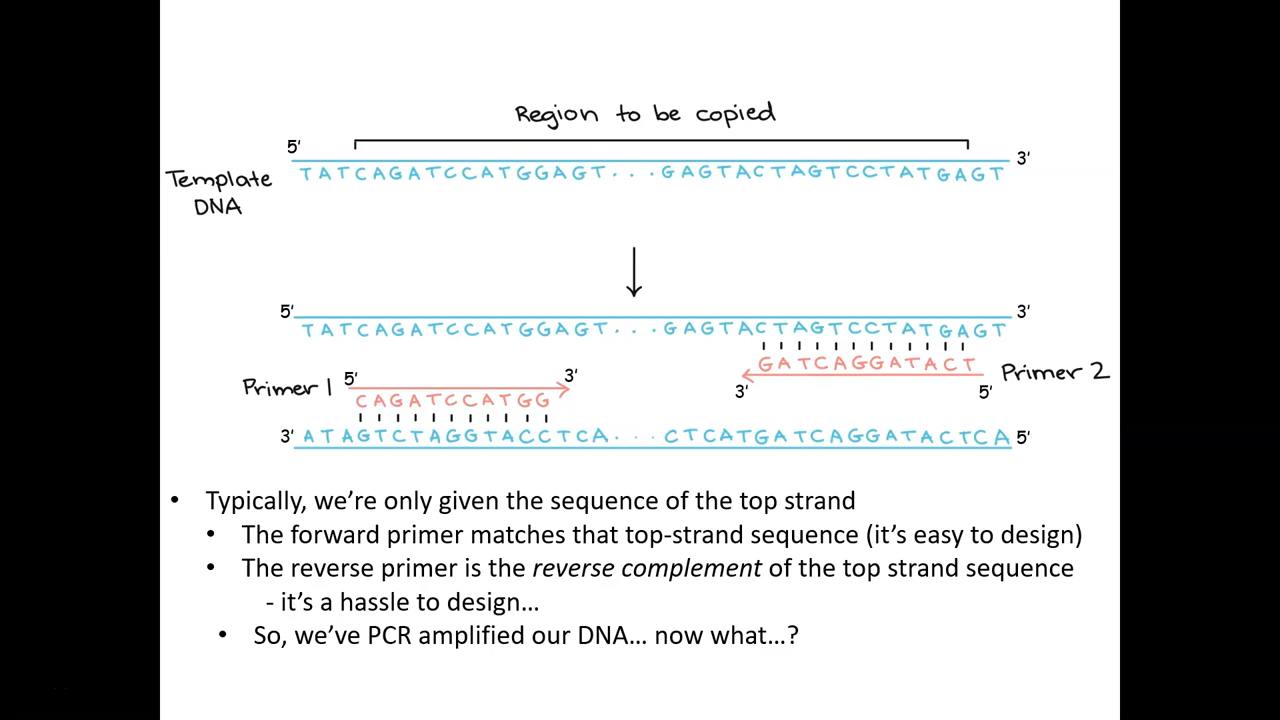 Region to be copied
5' 3'
TATCAGATCCATGGAGT...GAGTACTAGTCCTATGAGT
Template
DNA
5' 3'
TATCAGATCCATGGAGT...GAGTACTAGTCCTATGAGT
GATCAGGATACT
Primer 1 5' 3' 3' 5' Primer 2
CAGATCCATGG
3' ATAGTCTAGGTACCTCA...CTCATGATCAGGATACTCA 5'
• Typically, we're only given the sequence of the top strand
• The forward primer matches that top-strand sequence (it's easy to design)
• The reverse primer is the reverse complement of the top strand sequence
- it's a hassle to design…
• So, we've PCR amplified our DNA… now what…?